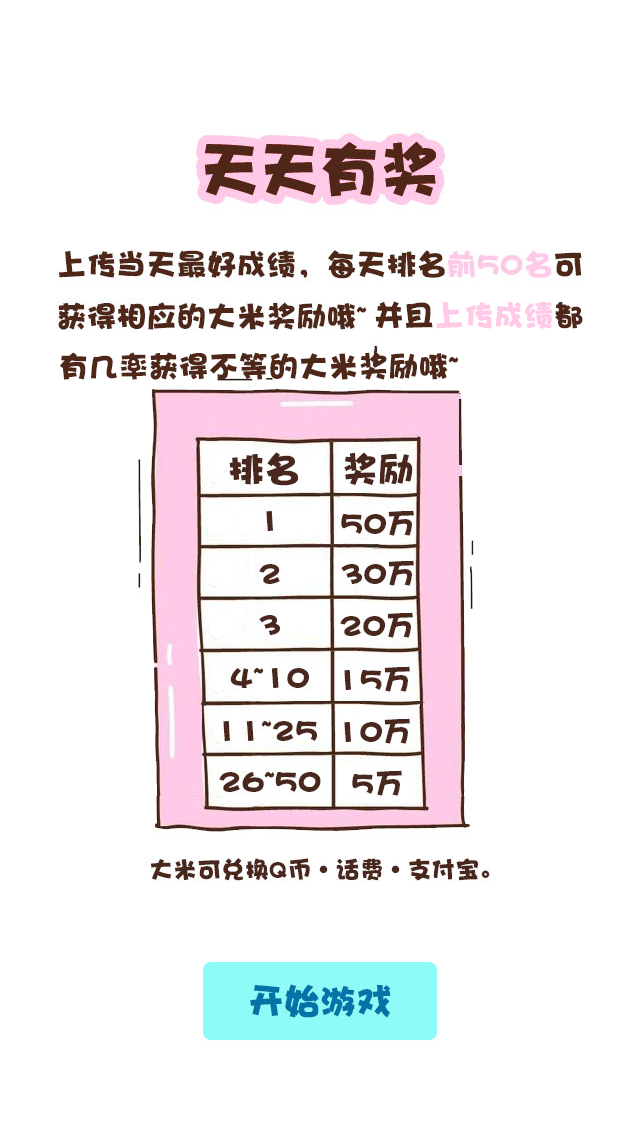 天天有奖
上传当天最好成绩，每天排名前50名可
获得相应的大米奖励哦~ 并且上传成绩都
有几率获得不等的大米奖励哦~
排名 奖励
1 50万
2 30万
3 20万
4~10 15万
11~25 10万
26~50 5万
大米可兑换Q币·话费·支付宝。
开始游戏